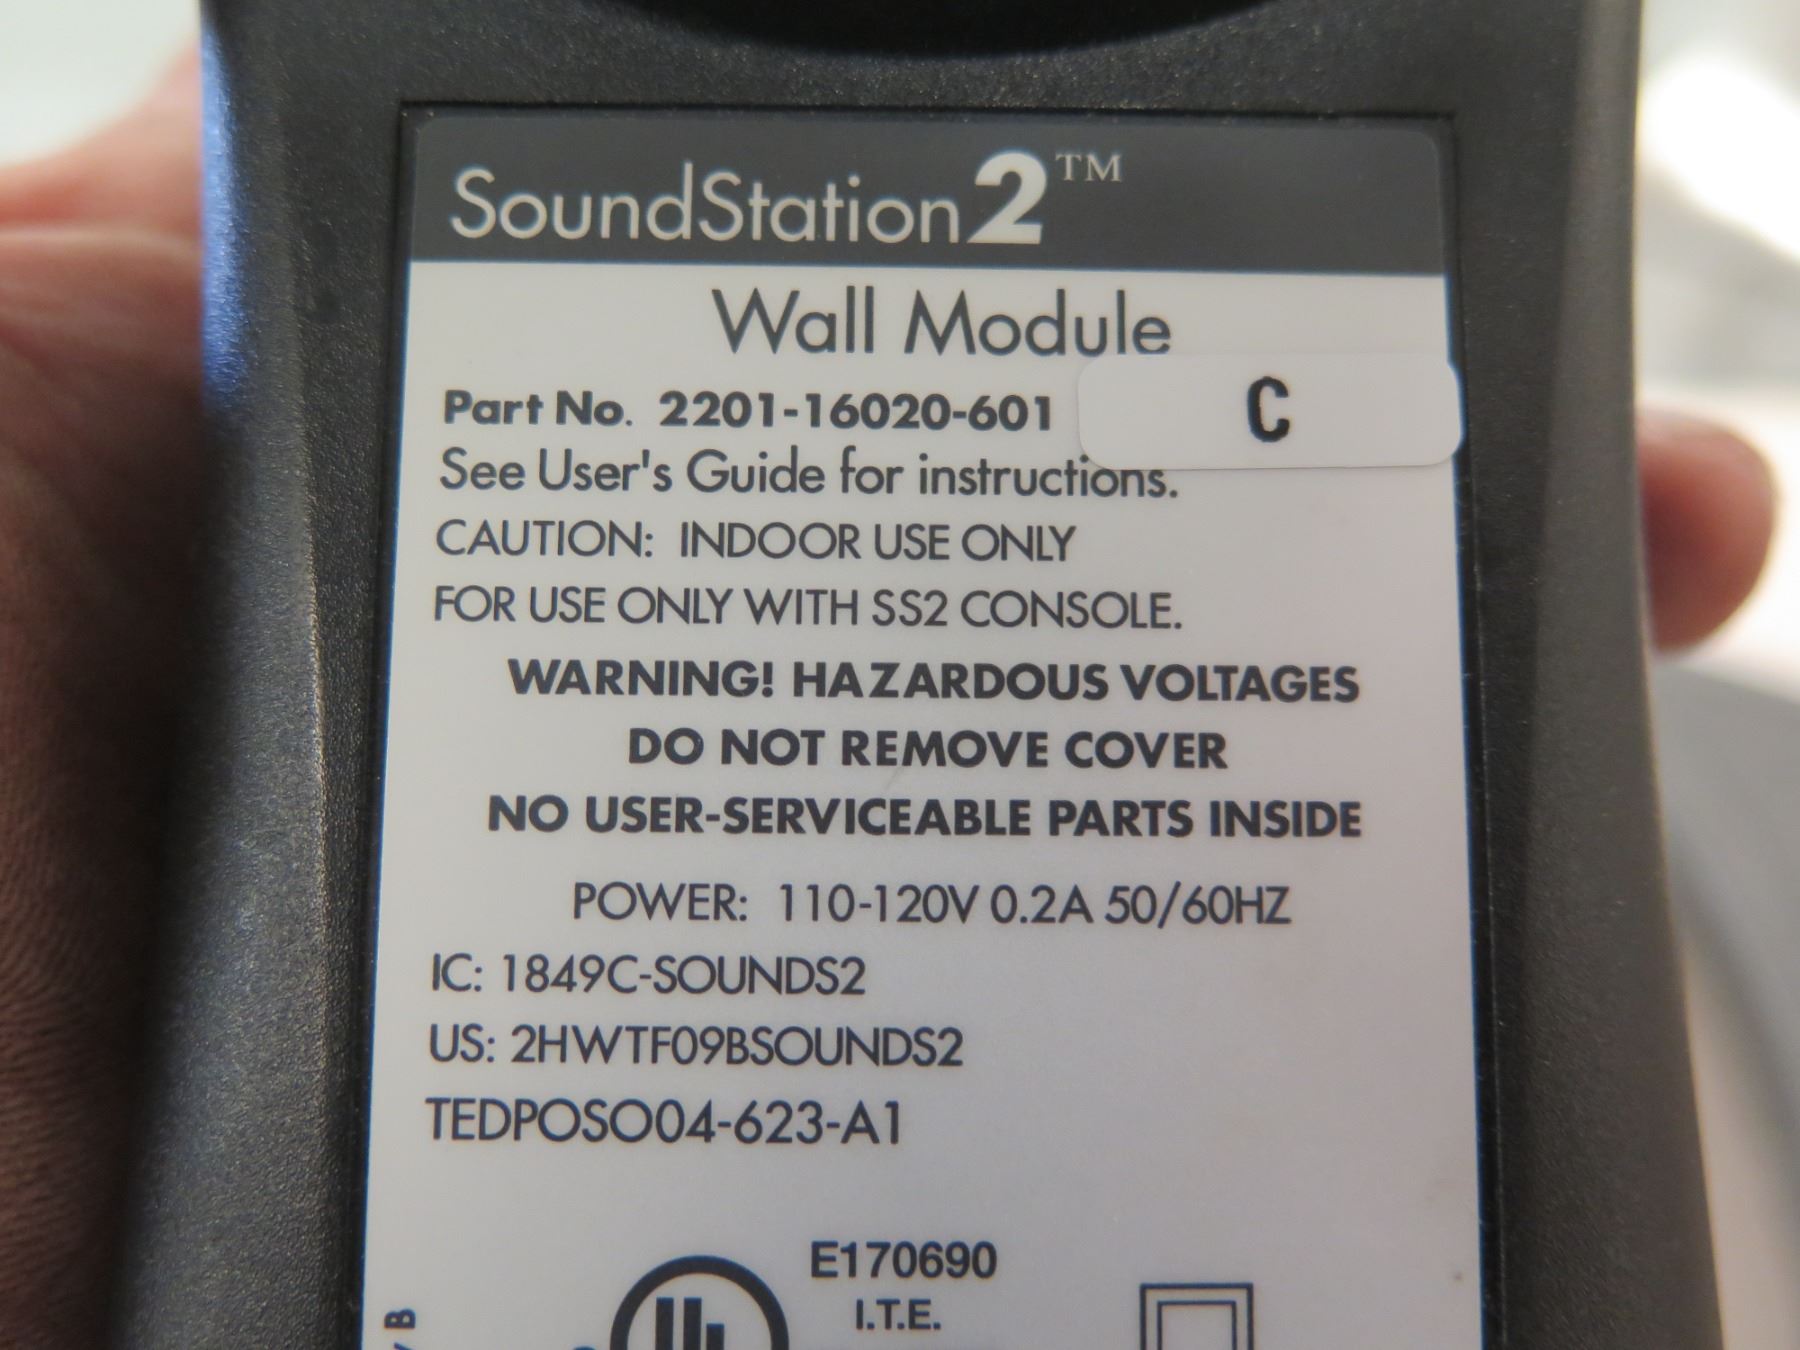 SoundStation2™
Wall Module
Part No. 2201-16020-601 C
See User's Guide for instructions.
CAUTION: INDOOR USE ONLY
FOR USE ONLY WITH SS2 CONSOLE.
WARNING! HAZARDOUS VOLTAGES
DO NOT REMOVE COVER
NO USER-SERVICEABLE PARTS INSIDE
POWER: 110-120V 0.2A 50/60HZ
IC: 1849C-SOUNDS2
US: 2HWTF09BSOUNDS2
TEDPOSO04-623-A1
E170690
I.T.E.
UL
B